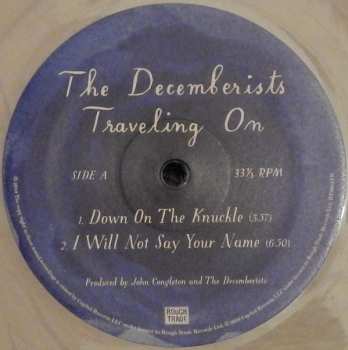 The Decemberists
Traveling On
SIDE A
33⅓ RPM
1. Down On The Knuckle (3:37)
2. I Will Not Say Your Name (6:30)
Produced by John Congleton and The Decemberists
ROUGH
TRADE